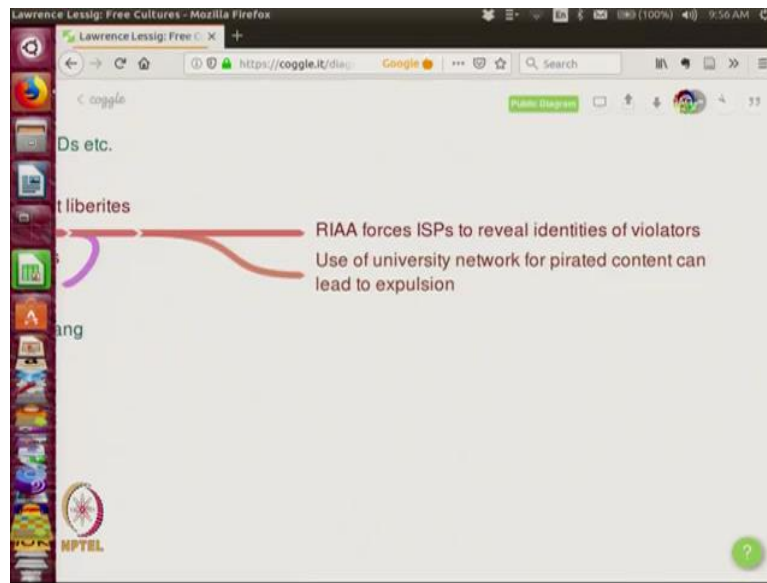 Lawrence Lessig: Free Cultures - Mozilla Firefox
En
(100%)
9:56 AM
Lawrence Lessig: Free C
https://coggle.it/diag
Google
Search
< coggle
Public Diagram
Ds etc.
t liberites
RIAA forces ISPs to reveal identities of violators
s
Use of university network for pirated content can
lead to expulsion
ang
NPTEL
?